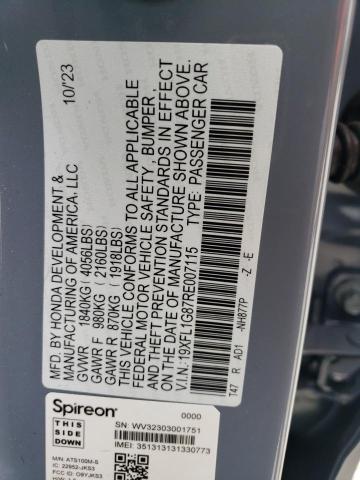 10/'23
MFD. BY HONDA DEVELOPMENT &
MANUFACTURING OF AMERICA, LLC
GVWR 1840KG (4056LBS)
GAWR F 980KG (2160LBS)
GAWR R 870KG (1918LBS)
THIS VEHICLE CONFORMS TO ALL APPLICABLE
FEDERAL MOTOR VEHICLE SAFETY, BUMPER,
AND THEFT PREVENTION STANDARDS IN EFFECT
ON THE DATE OF MANUFACTURE SHOWN ABOVE.
V.I.N: 19XFL1G87RE007115 TYPE: PASSENGER CAR
T47 R AD1 -NH877P -Z -E
Spireon™ 0000
THIS
SIDE
DOWN
SN: WV32303001751
IMEI: 351313131330773
M/N: ATS100M-S
IC: 22952-JKS3
FCC ID: O9YJKS3